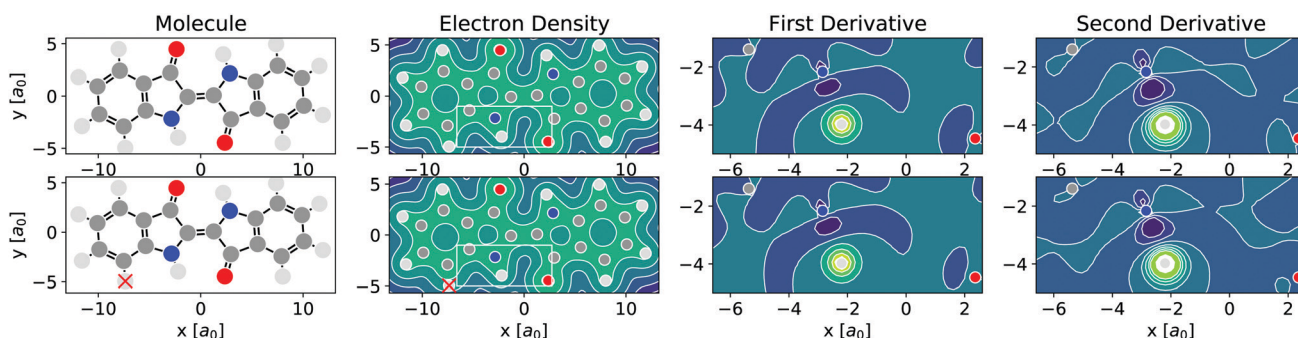 Molecule Electron Density First Derivative Second Derivative
5 5
−2 −2
y [a0] 0 0
−4 −4
−5 −5
−10 0 10 −10 0 10 −6 −4 −2 0 2 −6 −4 −2 0 2
5 5
−2 −2
y [a0] 0 0
−4 −4
−5 −5
−10 0 10 −10 0 10 −6 −4 −2 0 2 −6 −4 −2 0 2
x [a0] x [a0] x [a0] x [a0]